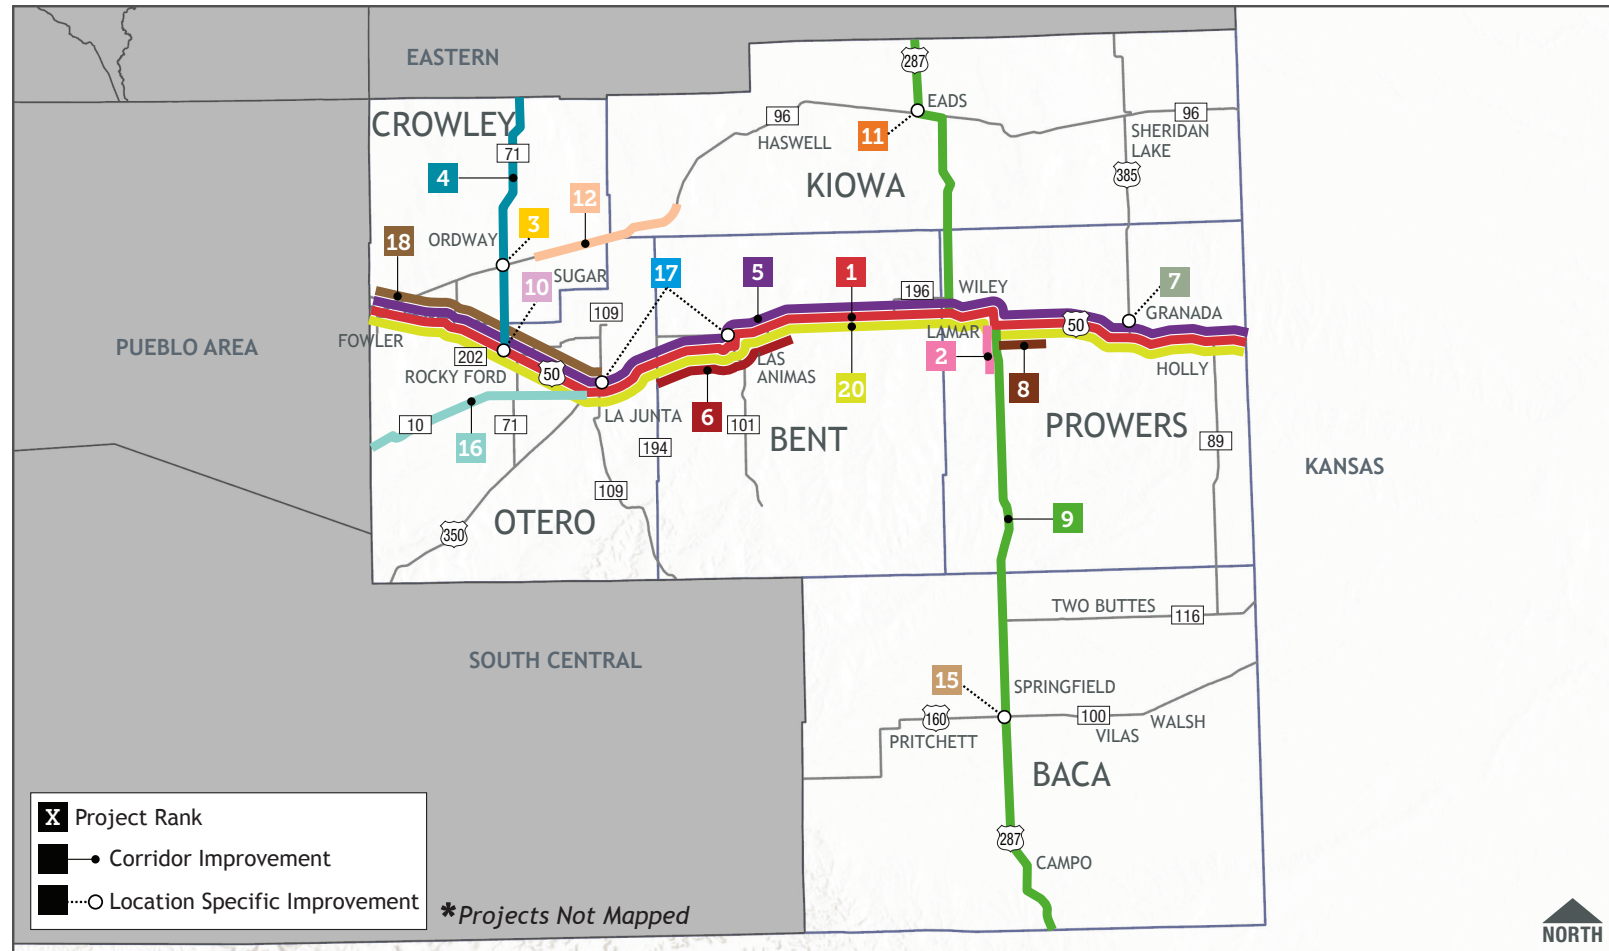 EASTERN
287
EADS
CROWLEY
96
96
11
HASWELL
SHERIDAN
LAKE
71
4
KIOWA
385
12
3
18
ORDWAY
SUGAR
10
17
5
1
7
196
WILEY
GRANADA
109
50
FOWLER
LAMAR
PUEBLO AREA
202
ROCKY FORD
50
LAS
ANIMAS
2
HOLLY
20
8
6
LA JUNTA
10
71
101
PROWERS
16
194
BENT
89
KANSAS
109
OTERO
9
350
TWO BUTTES
116
SOUTH CENTRAL
15
SPRINGFIELD
160
100
WALSH
PRITCHETT
VILAS
BACA
287
CAMPO
X Project Rank
Corridor Improvement
Location Specific Improvement
*Projects Not Mapped
NORTH